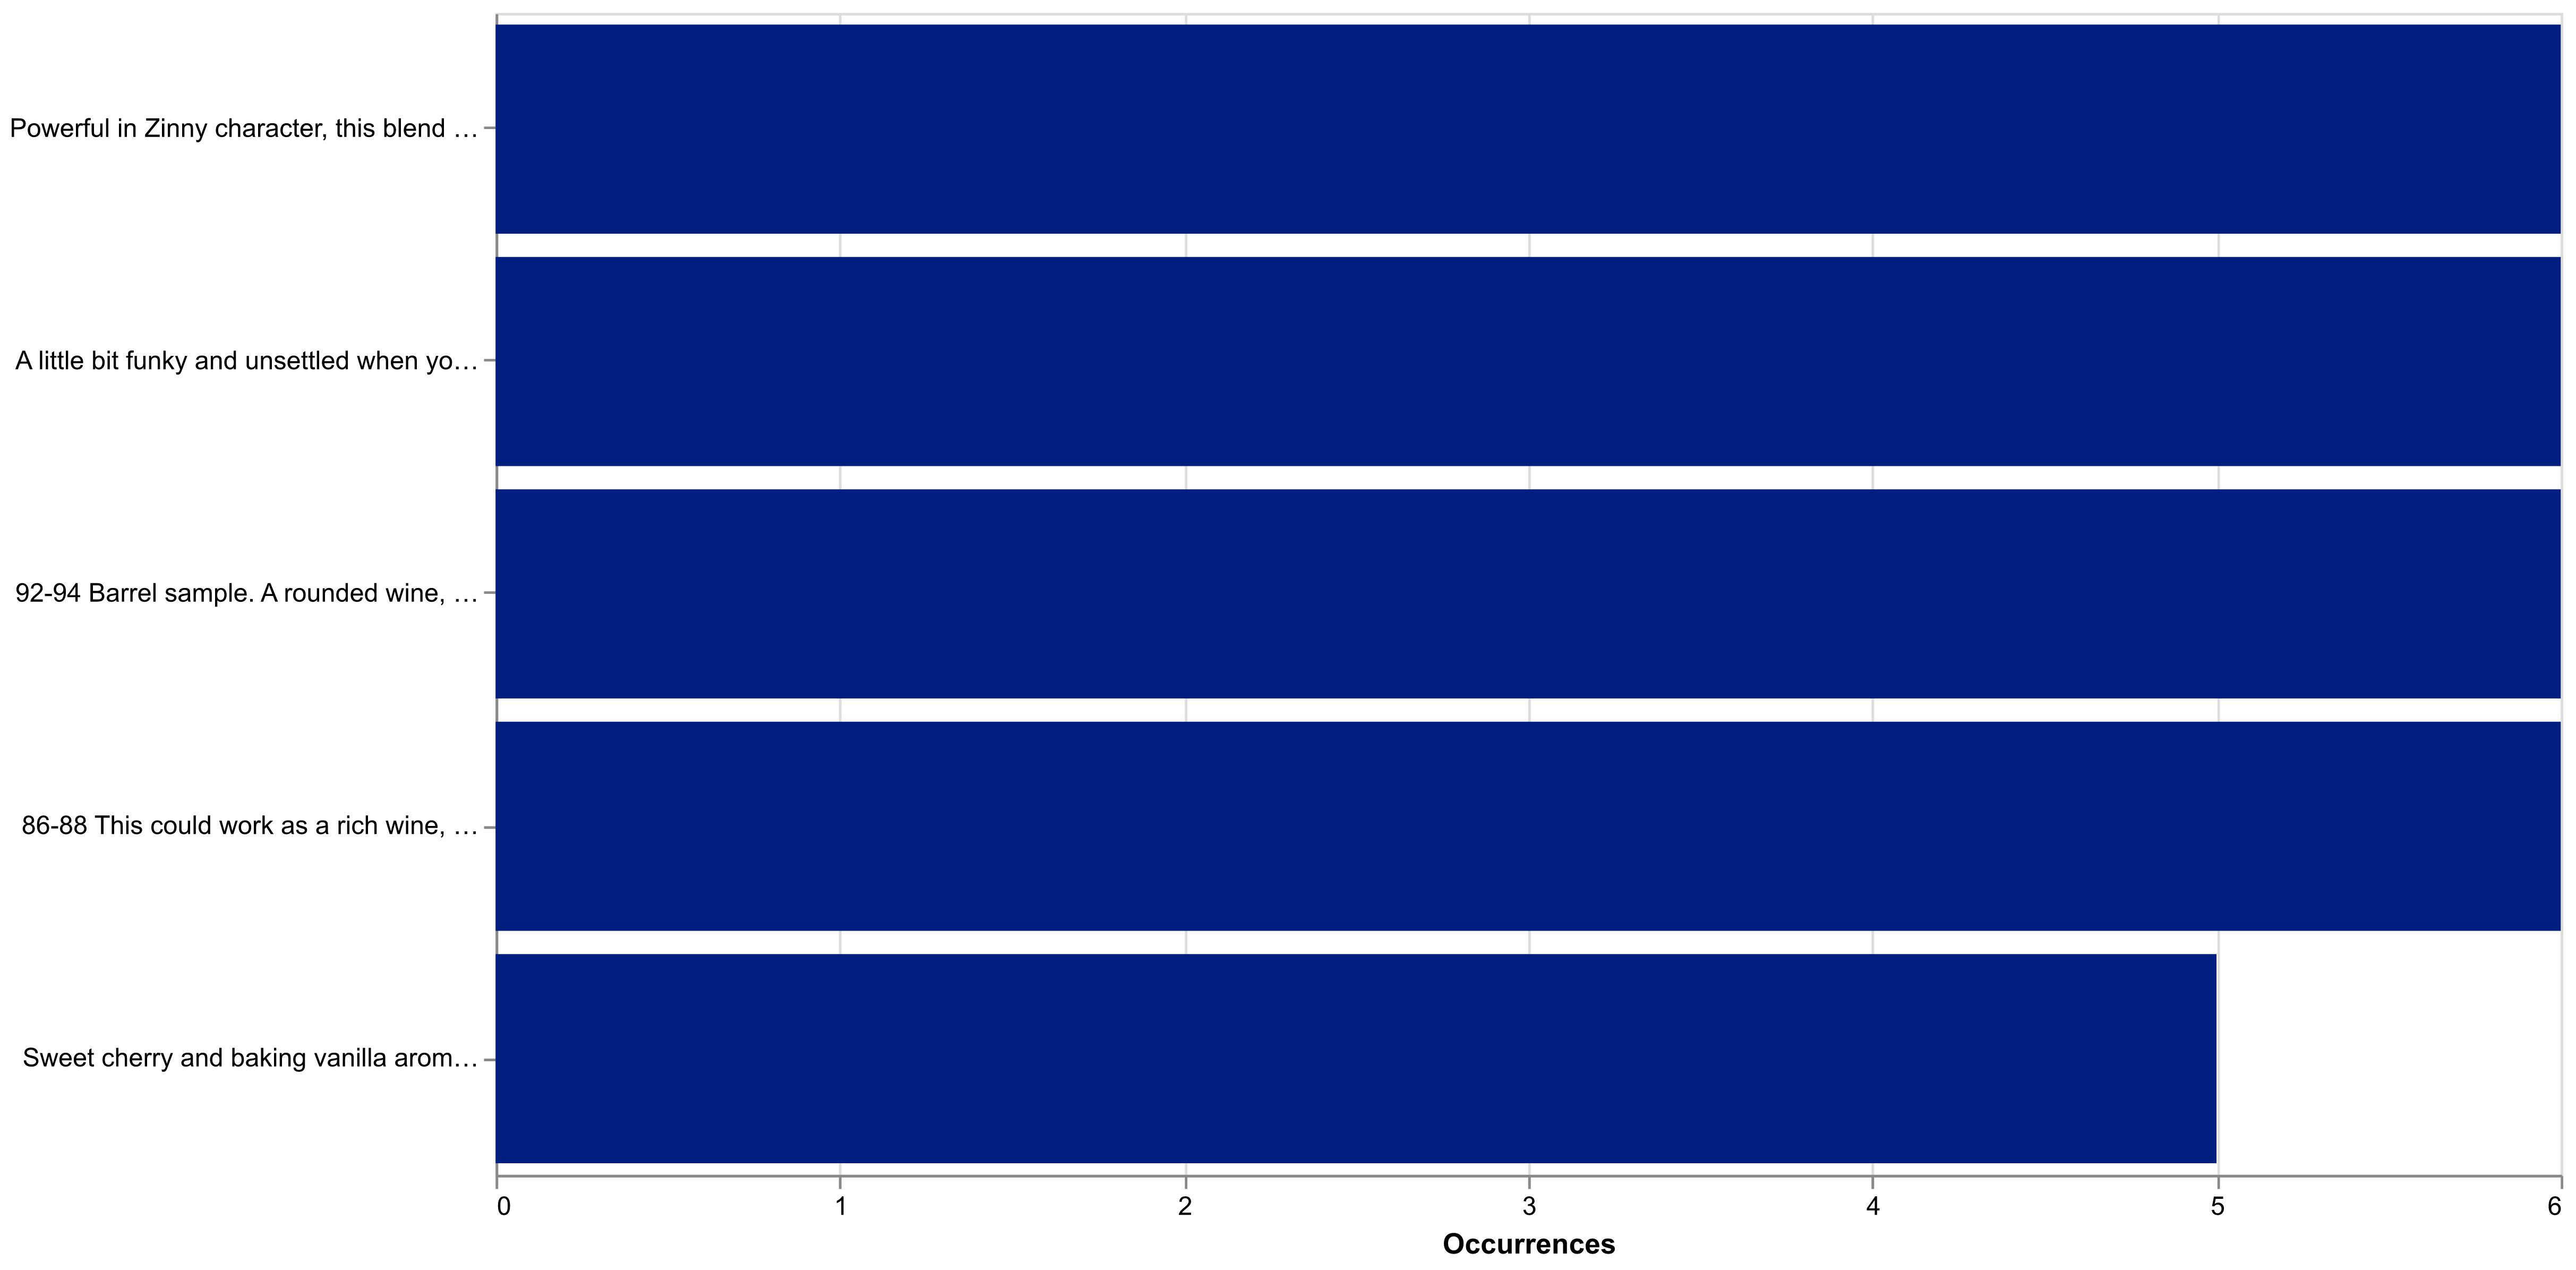 Powerful in Zinny character, this blend …
A little bit funky and unsettled when yo…
92-94 Barrel sample. A rounded wine, …
86-88 This could work as a rich wine, …
Sweet cherry and baking vanilla arom…
0 1 2 3 4 5 6
Occurrences